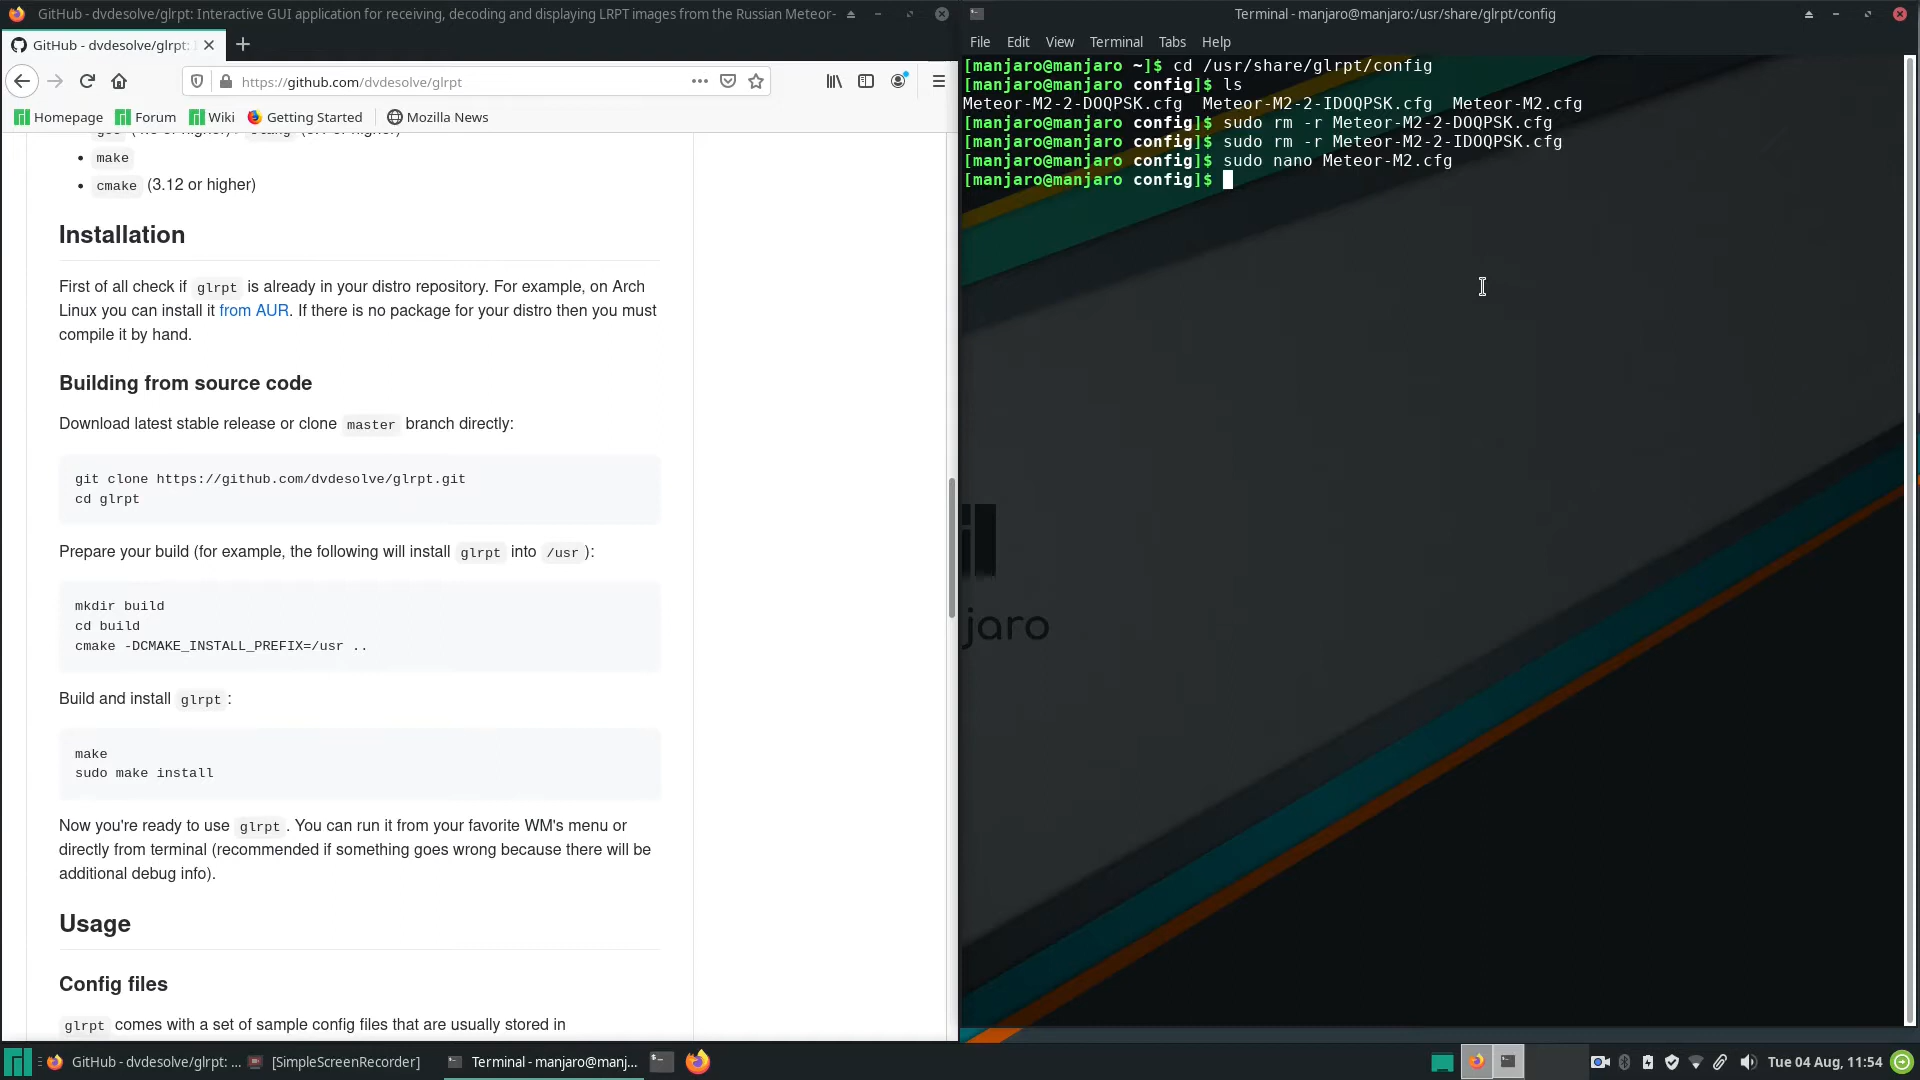 GitHub - dvdesolve/glrpt: Interactive GUI application for receiving, decoding and displaying LRPT images from the Russian Meteor-
GitHub - dvdesolve/glrpt: 
https://github.com/dvdesolve/glrpt
Homepage Forum Wiki Getting Started Mozilla News
make
cmake (3.12 or higher)
Installation
First of all check if glrpt is already in your distro repository. For example, on Arch
Linux you can install it from AUR. If there is no package for your distro then you must
compile it by hand.
Building from source code
Download latest stable release or clone master branch directly:
git clone https://github.com/dvdesolve/glrpt.git
cd glrpt
Prepare your build (for example, the following will install glrpt into /usr ):
mkdir build
cd build
cmake -DCMAKE_INSTALL_PREFIX=/usr ..
Build and install glrpt :
make
sudo make install
Now you're ready to use glrpt . You can run it from your favorite WM's menu or
directly from terminal (recommended if something goes wrong because there will be
additional debug info).
Usage
Config files
glrpt comes with a set of sample config files that are usually stored in
Terminal - manjaro@manjaro:/usr/share/glrpt/config
File Edit View Terminal Tabs Help
[manjaro@manjaro ~]$ cd /usr/share/glrpt/config
[manjaro@manjaro config]$ ls
Meteor-M2-2-DOQPSK.cfg Meteor-M2-2-IDOQPSK.cfg Meteor-M2.cfg
[manjaro@manjaro config]$ sudo rm -r Meteor-M2-2-DOQPSK.cfg
[manjaro@manjaro config]$ sudo rm -r Meteor-M2-2-IDOQPSK.cfg
[manjaro@manjaro config]$ sudo nano Meteor-M2.cfg
[manjaro@manjaro config]$
jaro
GitHub - dvdesolve/glrpt: ... [SimpleScreenRecorder] Terminal - manjaro@manj... Tue 04 Aug, 11:54